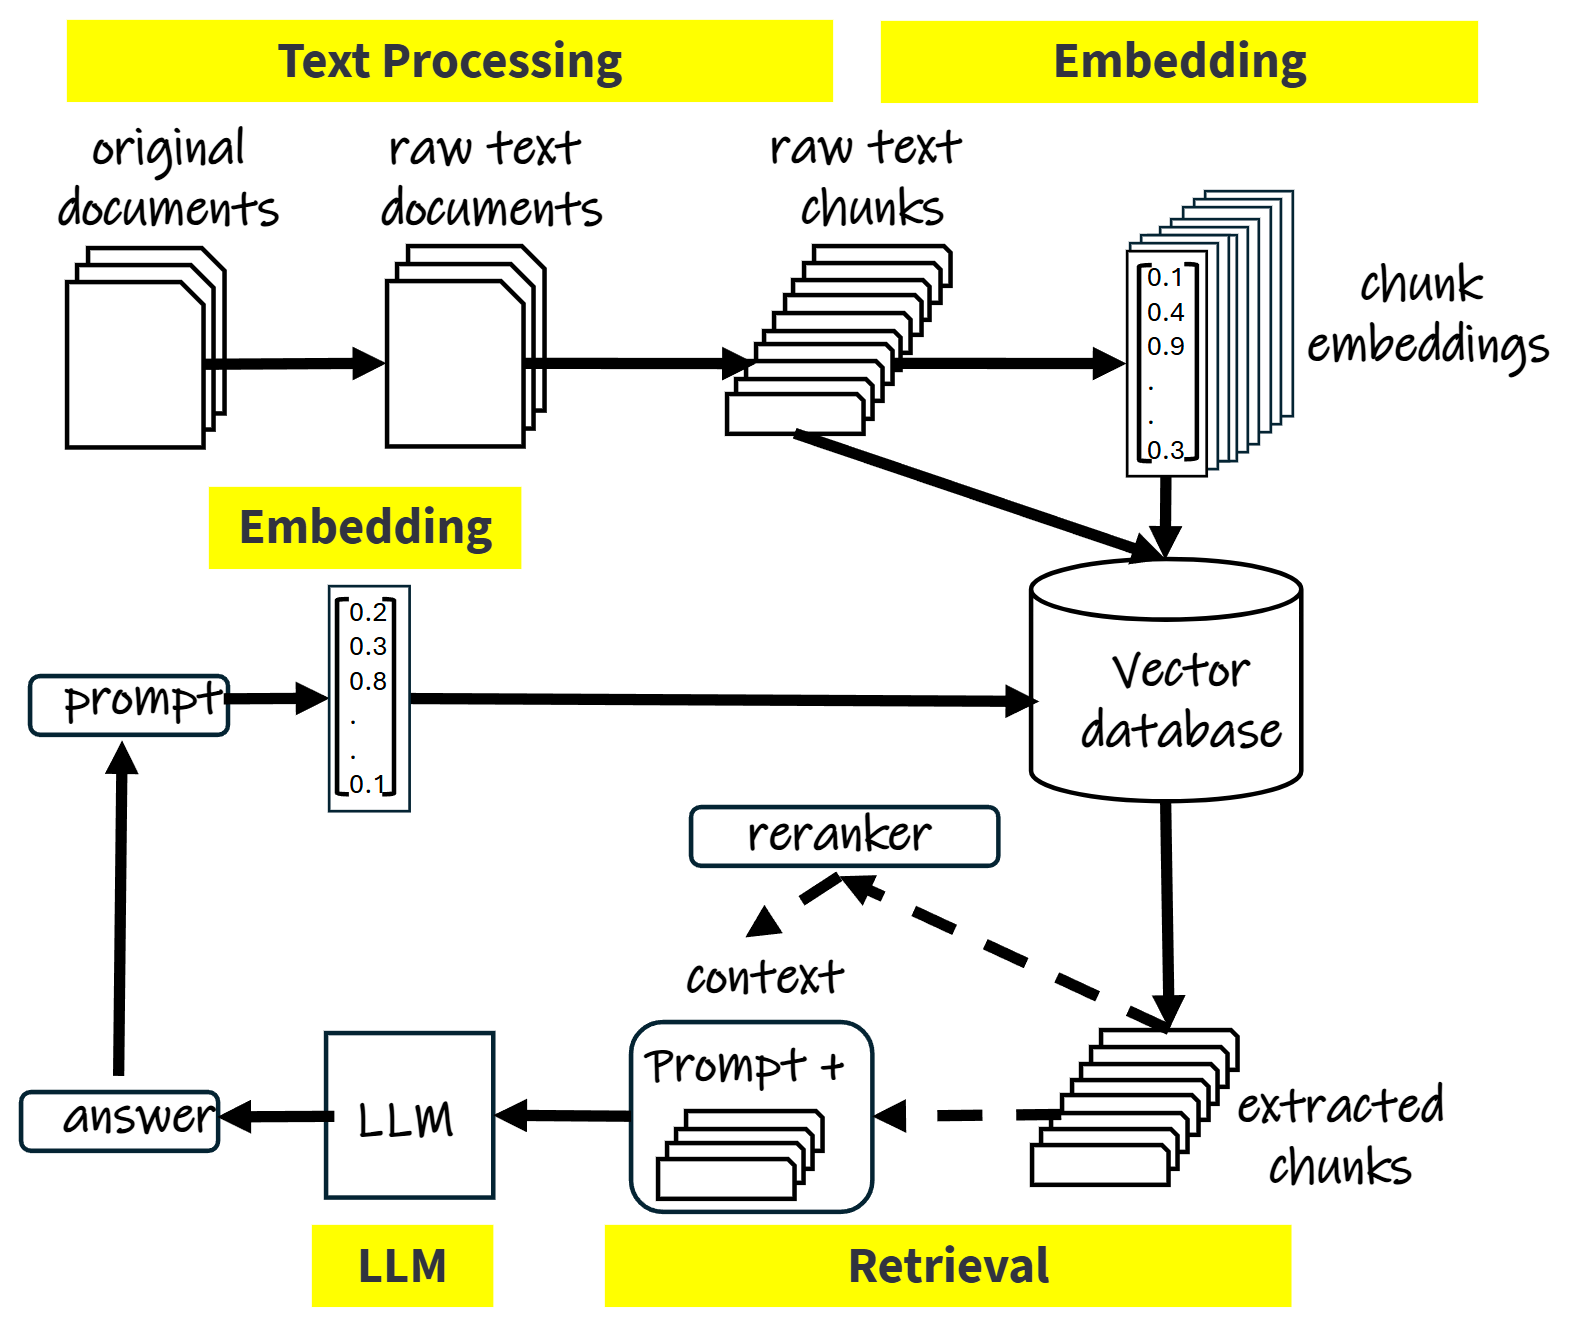 Text Processing
Embedding
original
documents
raw text
documents
raw text
chunks
0.1
0.4
0.9
.
.
0.3
chunk
embeddings
Embedding
prompt
0.2
0.3
0.8
.
.
0.1
Vector
database
reranker
context
Prompt +
extracted
chunks
LLM
answer
LLM
Retrieval